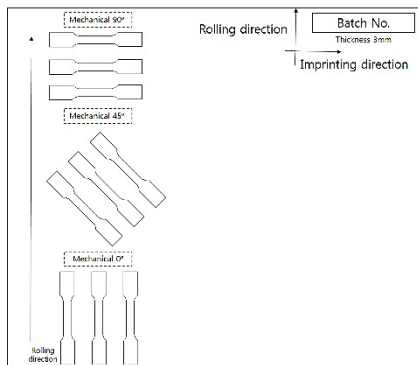 Mechanical 90°
Rolling direction
Batch No.
Thickness 3mm
Imprinting direction
Mechanical 45°
Mechanical 0°
Rolling
direction